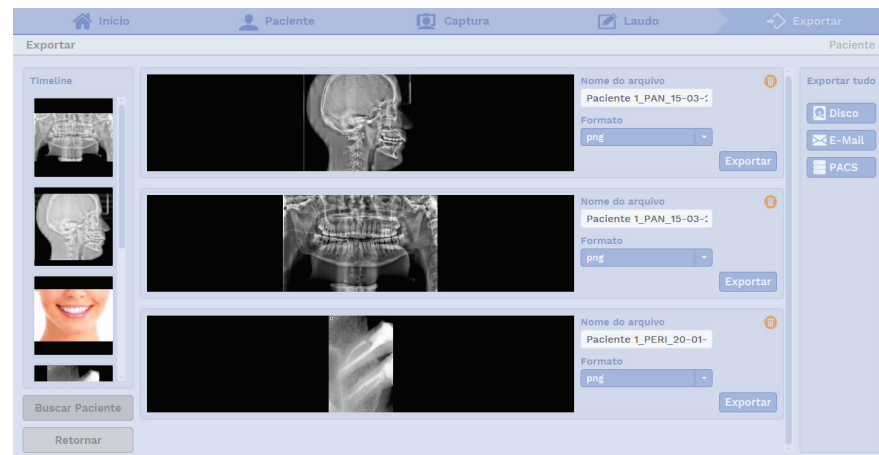 Início
Paciente
Captura
Laudo
Exportar
Exportar
Paciente
Timeline
Buscar Paciente
Retornar
Nome do arquivo
Paciente 1_PAN_15-03-2
Formato
png
Exportar
Nome do arquivo
Paciente 1_PAN_15-03-2
Formato
png
Exportar
Nome do arquivo
Paciente 1_PERI_20-01-
Formato
png
Exportar
Exportar tudo
Disco
E-Mail
PACS